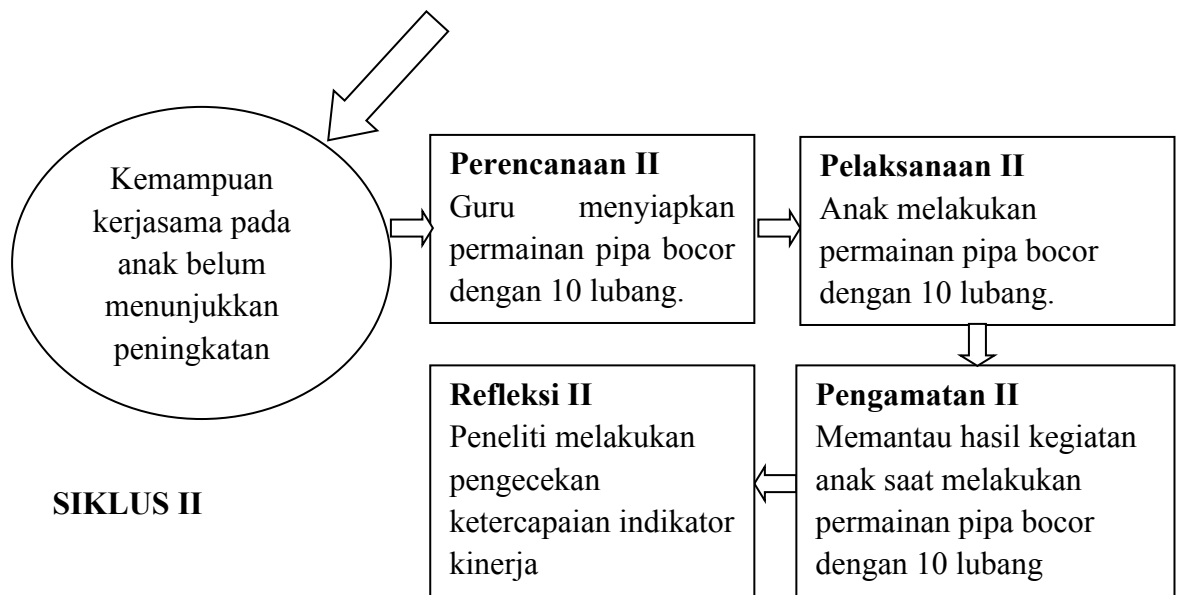 Kemampuan
kerjasama pada
anak belum
menunjukkan
peningkatan
Perencanaan II
Guru menyiapkan
permainan pipa bocor
dengan 10 lubang.
Pelaksanaan II
Anak melakukan
permainan pipa bocor
dengan 10 lubang.
Pengamatan II
Memantau hasil kegiatan
anak saat melakukan
permainan pipa bocor
dengan 10 lubang
Refleksi II
Peneliti melakukan
pengecekan
ketercapaian indikator
kinerja
SIKLUS II